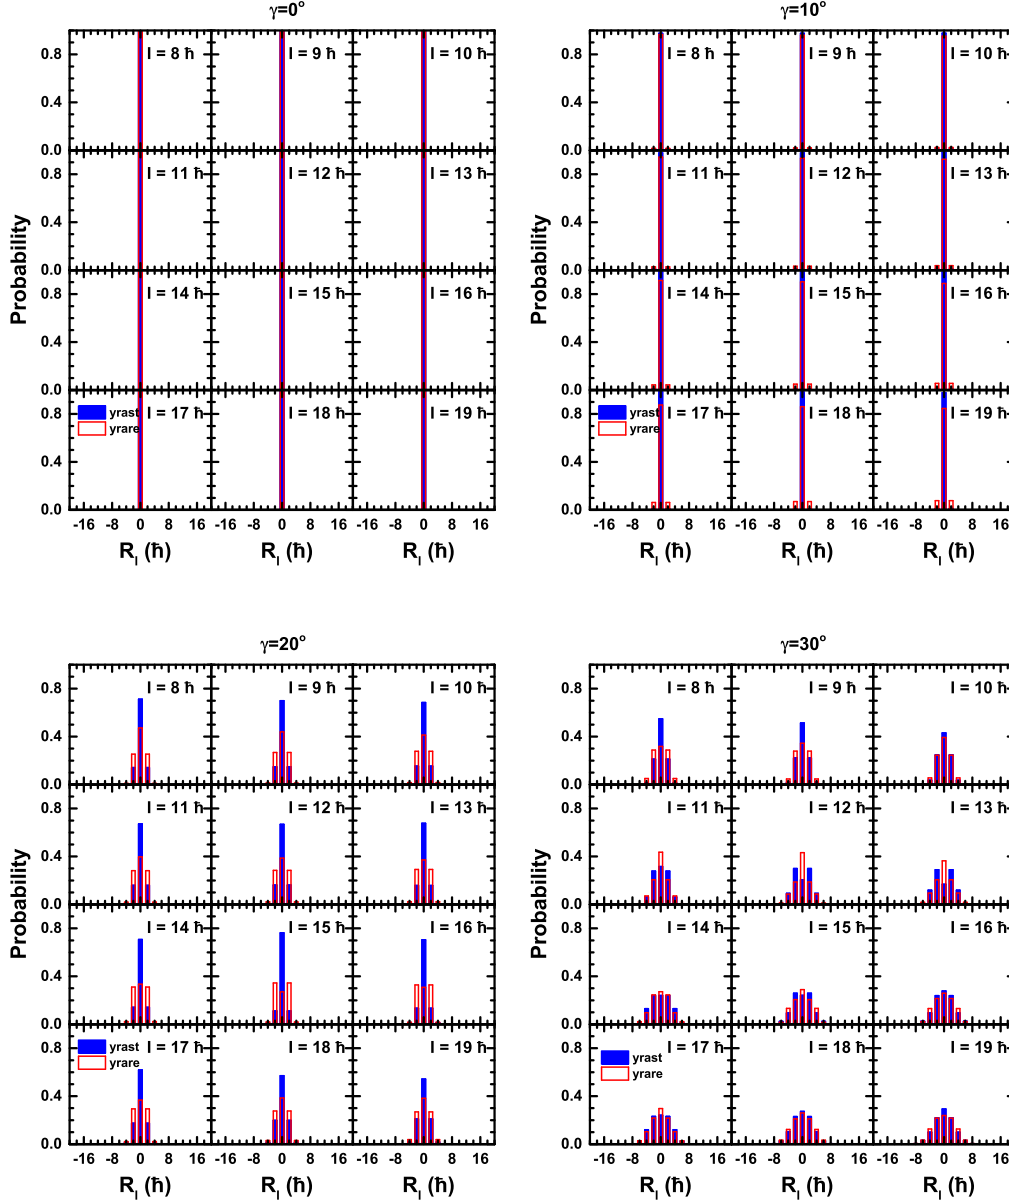 γ=0°
I = 8 ħ I = 9 ħ I = 10 ħ
0.8
0.4
0.0
I = 11 ħ I = 12 ħ I = 13 ħ
0.8
0.4
0.0
I = 14 ħ I = 15 ħ I = 16 ħ
0.8
0.4
0.0
I = 17 ħ I = 18 ħ I = 19 ħ
yrast
yrare
0.8
0.4
0.0
-16 -8 0 8 16 -16 -8 0 8 16 -16 -8 0 8 16
R_I (ħ) R_I (ħ) R_I (ħ)
Probability
γ=10°
I = 8 ħ I = 9 ħ I = 10 ħ
0.8
0.4
0.0
I = 11 ħ I = 12 ħ I = 13 ħ
0.8
0.4
0.0
I = 14 ħ I = 15 ħ I = 16 ħ
0.8
0.4
0.0
I = 17 ħ I = 18 ħ I = 19 ħ
yrast
yrare
0.8
0.4
0.0
-16 -8 0 8 16 -16 -8 0 8 16 -16 -8 0 8 16
R_I (ħ) R_I (ħ) R_I (ħ)
Probability
γ=20°
I = 8 ħ I = 9 ħ I = 10 ħ
0.8
0.4
0.0
I = 11 ħ I = 12 ħ I = 13 ħ
0.8
0.4
0.0
I = 14 ħ I = 15 ħ I = 16 ħ
0.8
0.4
0.0
I = 17 ħ I = 18 ħ I = 19 ħ
yrast
yrare
0.8
0.4
0.0
-16 -8 0 8 16 -16 -8 0 8 16 -16 -8 0 8 16
R_I (ħ) R_I (ħ) R_I (ħ)
Probability
γ=30°
I = 8 ħ I = 9 ħ I = 10 ħ
0.8
0.4
0.0
I = 11 ħ I = 12 ħ I = 13 ħ
0.8
0.4
0.0
I = 14 ħ I = 15 ħ I = 16 ħ
0.8
0.4
0.0
I = 17 ħ I = 18 ħ I = 19 ħ
yrast
yrare
0.8
0.4
0.0
-16 -8 0 8 16 -16 -8 0 8 16 -16 -8 0 8 16
R_I (ħ) R_I (ħ) R_I (ħ)
Probability